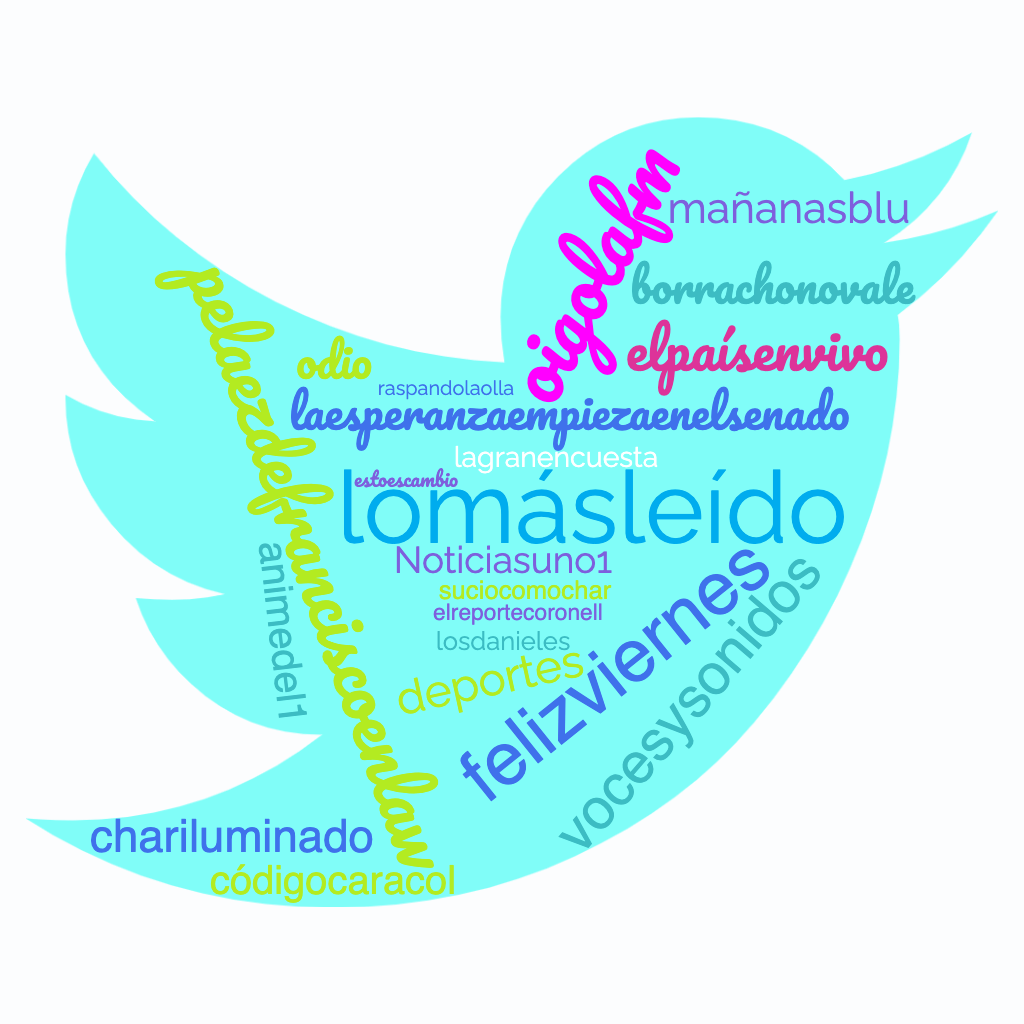 oigolafm
mañanasblu
borrachonovale
elpaísenvivo
pelaezdefranciscoenlaw
odio
raspandolaolla
laesperanzaempiezaenelsenado
lagranencuesta
estoescambio
lomásleído
Noticiasuno1
suciocomochar
elreportecoronell
losdanieles
deportes
felizviernes
vocesysonidos
animedel1
chariluminado
códigocaracol